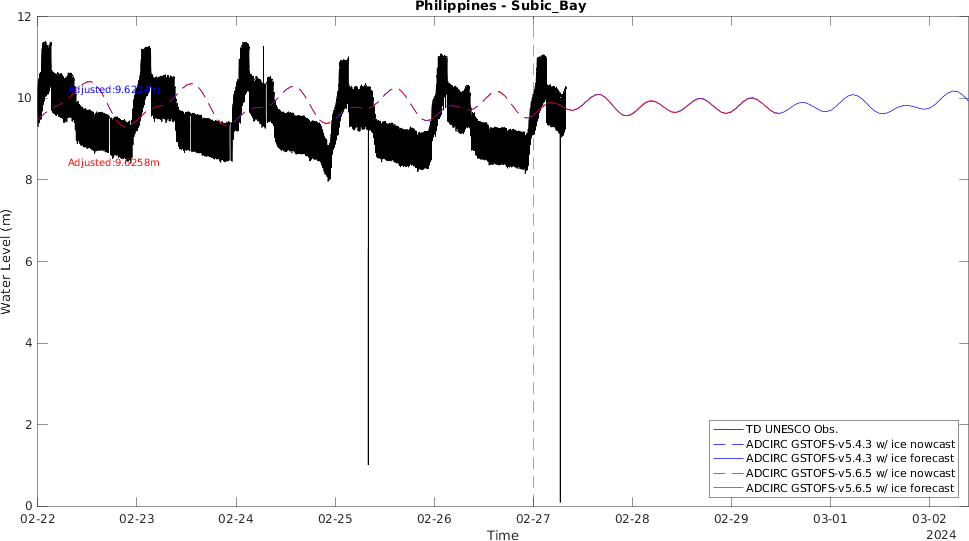 Philippines - Subic_Bay
12
10
8
6
4
2
0
Water Level (m)
Adjusted:9.6258m
TD UNESCO Obs.
ADCIRC GSTOFS-v5.4.3 w/ ice nowcast
ADCIRC GSTOFS-v5.4.3 w/ ice forecast
ADCIRC GSTOFS-v5.6.5 w/ ice nowcast
ADCIRC GSTOFS-v5.6.5 w/ ice forecast
02-22
02-23
02-24
02-25
02-26
02-27
02-28
02-29
03-01
03-02
Time
2024